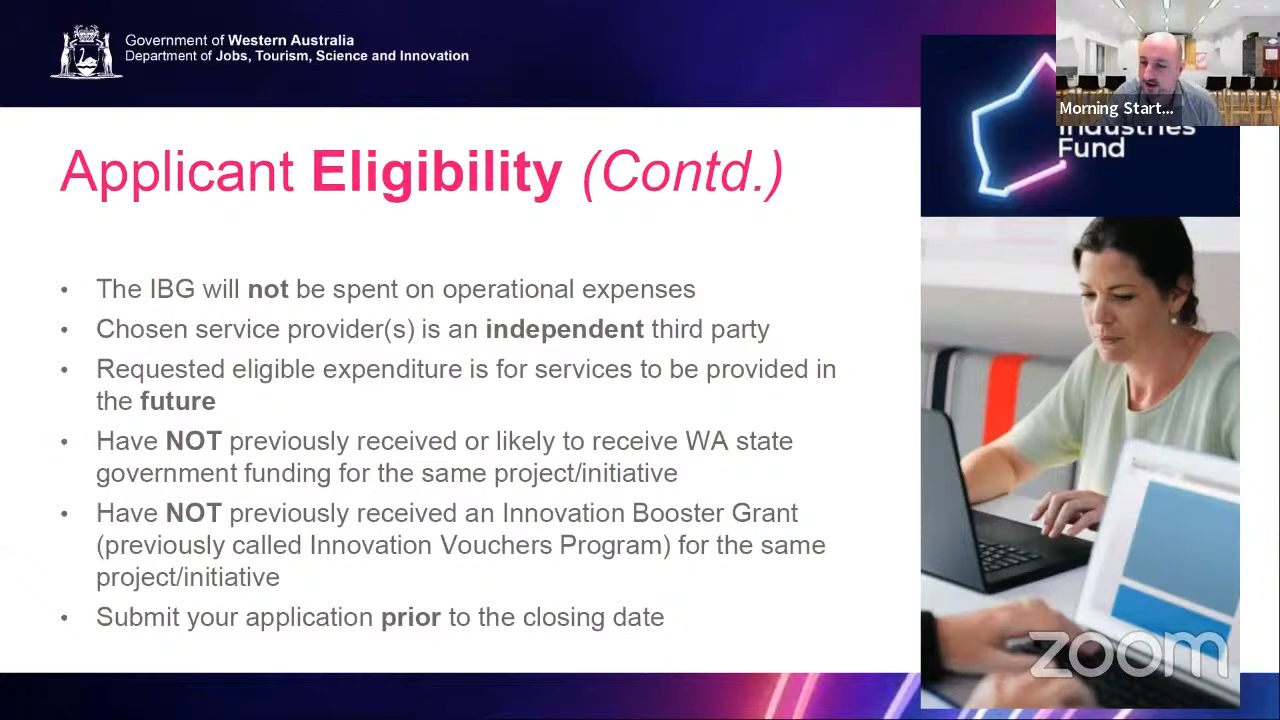 Government of Western Australia
Department of Jobs, Tourism, Science and Innovation
Morning Start...
Industries
Fund
Applicant Eligibility (Contd.)
• The IBG will not be spent on operational expenses
• Chosen service provider(s) is an independent third party
• Requested eligible expenditure is for services to be provided in
the future
• Have NOT previously received or likely to receive WA state
government funding for the same project/initiative
• Have NOT previously received an Innovation Booster Grant
(previously called Innovation Vouchers Program) for the same
project/initiative
• Submit your application prior to the closing date
zoom